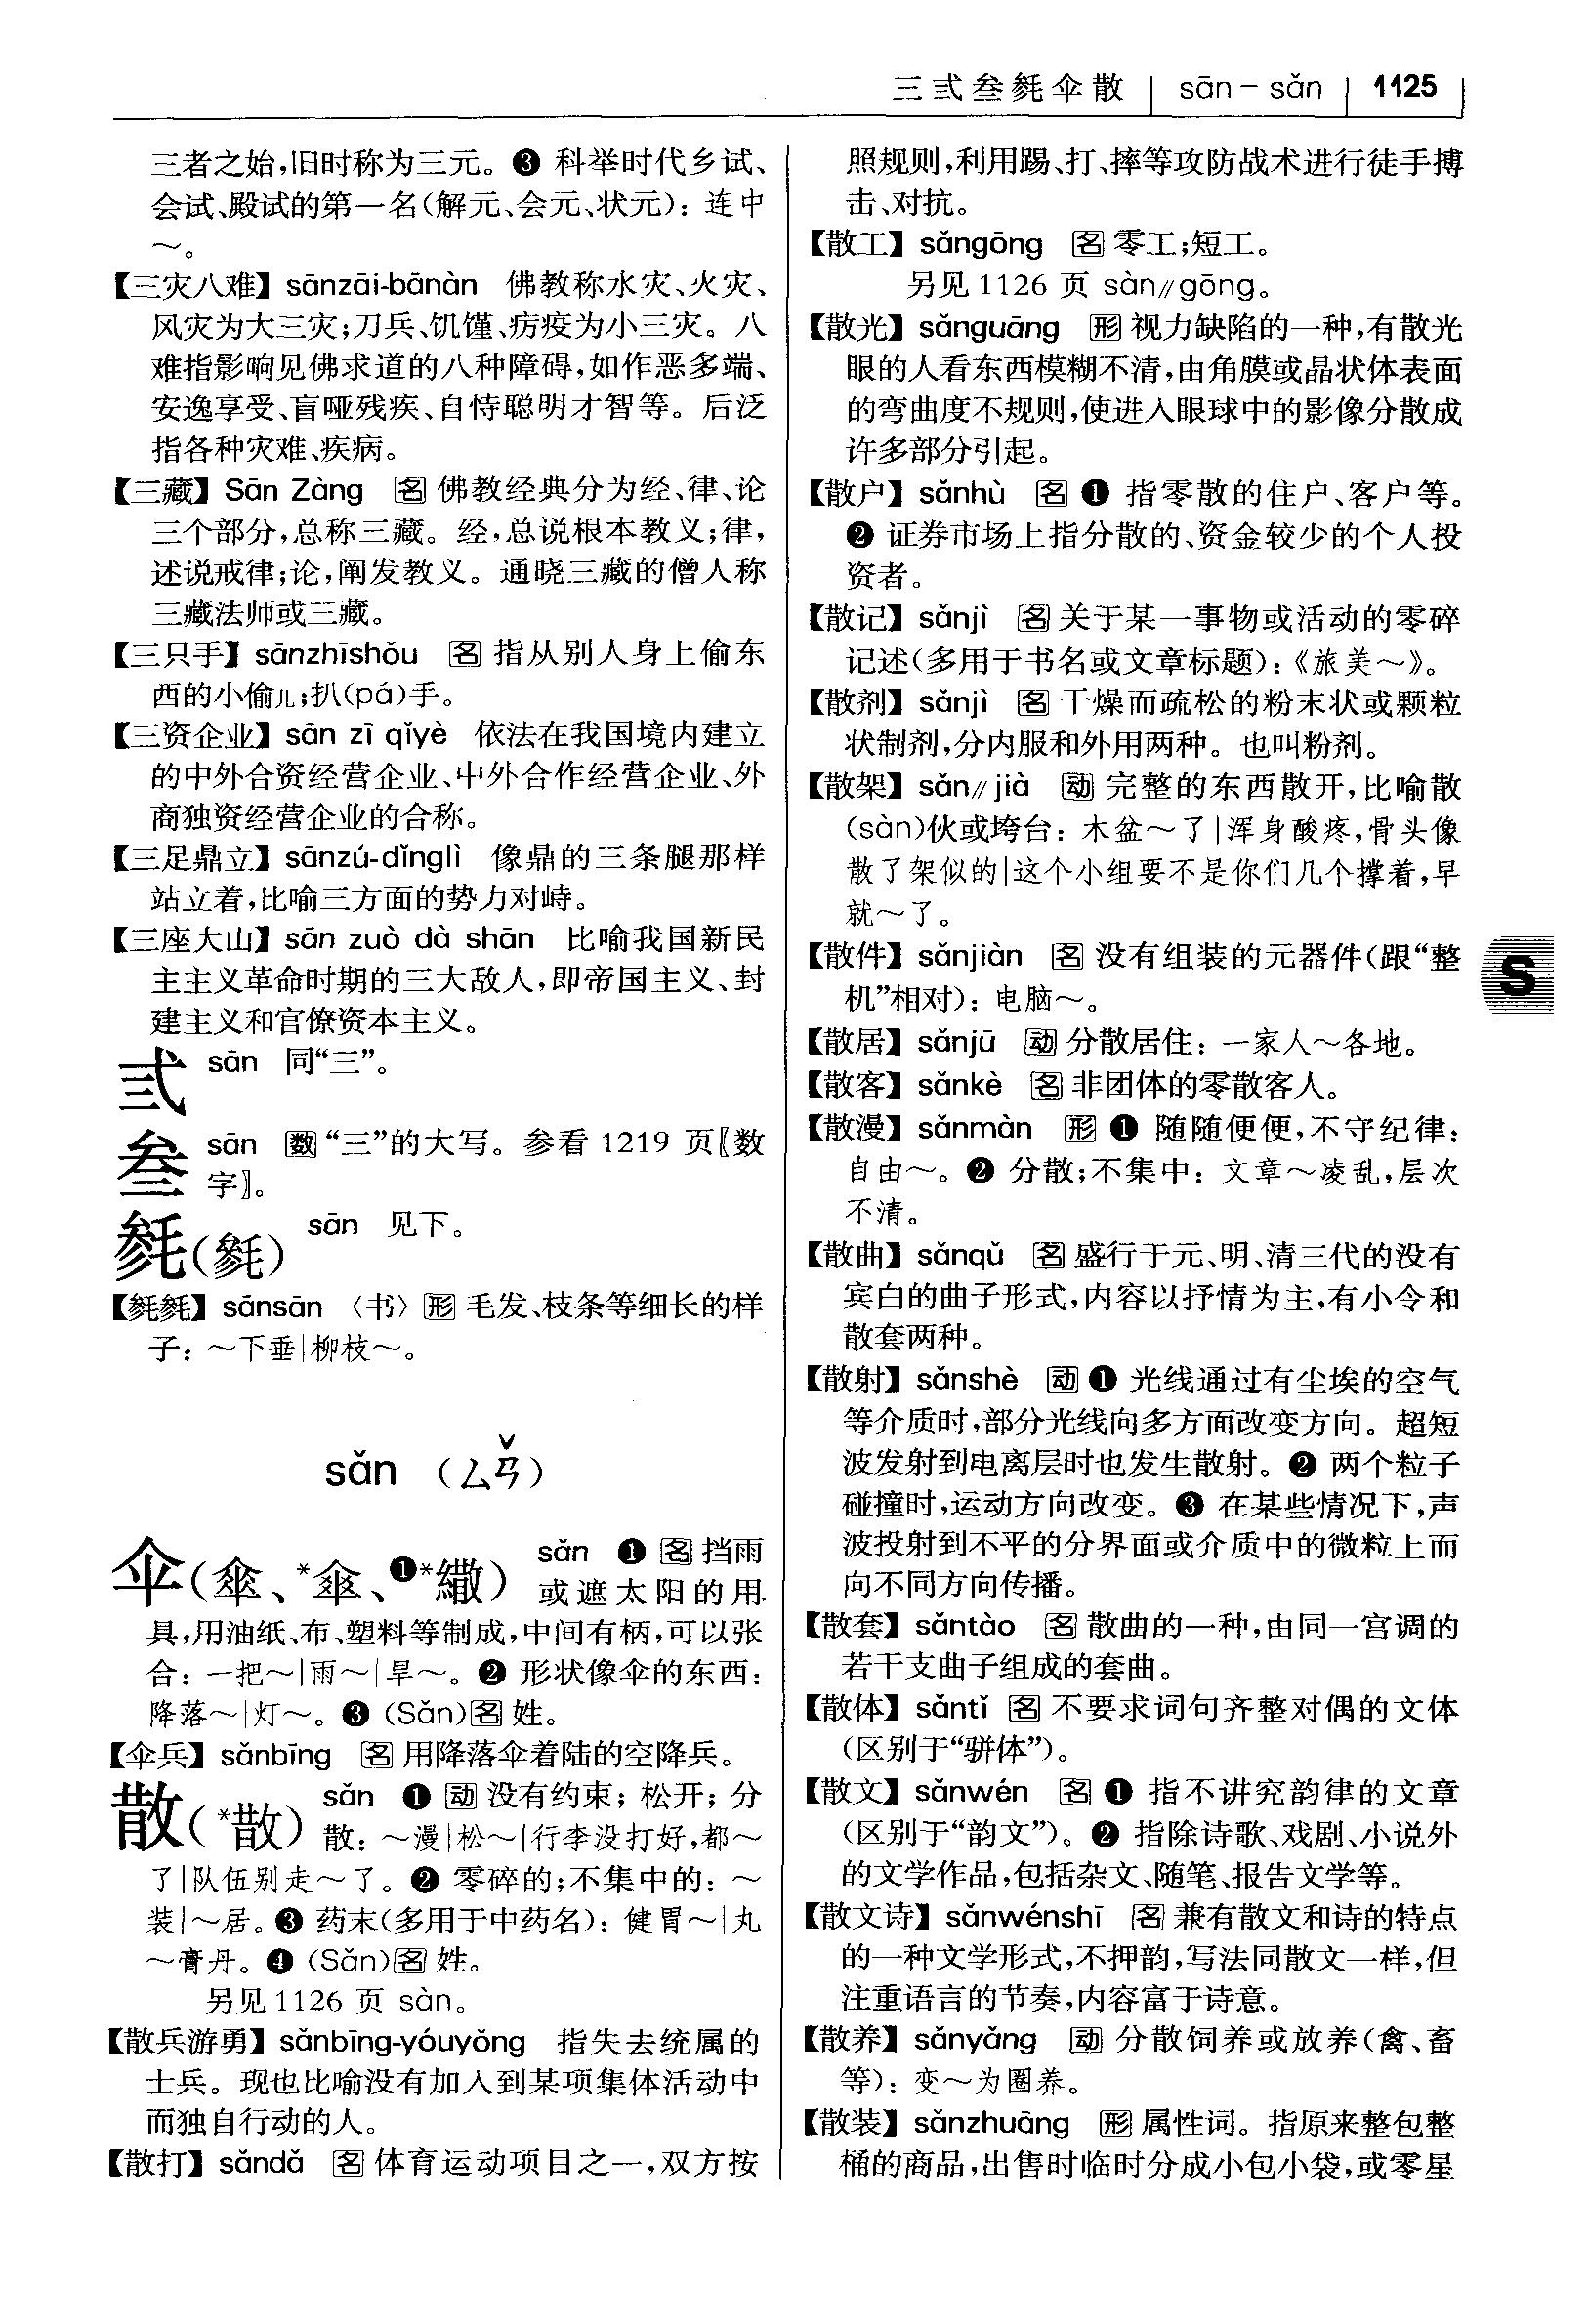 三弎叁毵伞散 | sān－sǎn | 1125
三者之始,旧时称为三元。❸ 科举时代乡试、
会试、殿试的第一名(解元、会元、状元)：连中
～。
【三灾八难】sānzāi-bānàn 佛教称水灾、火灾、
风灾为大三灾;刀兵、饥馑、疠疫为小三灾。八
难指影响见佛求道的八种障碍,如作恶多端、
安逸享受、盲哑残疾、自恃聪明才智等。后泛
指各种灾难、疾病。
【三藏】Sān Zàng 名 佛教经典分为经、律、论
三个部分,总称三藏。经,总说根本教义;律,
述说戒律;论,阐发教义。通晓三藏的僧人称
三藏法师或三藏。
【三只手】sānzhīshǒu 名 指从别人身上偷东
西的小偷儿;扒(pá)手。
【三资企业】sān zī qǐyè 依法在我国境内建立
的中外合资经营企业、中外合作经营企业、外
商独资经营企业的合称。
【三足鼎立】sānzú-dǐnglì 像鼎的三条腿那样
站立着,比喻三方面的势力对峙。
【三座大山】sān zuò dà shān 比喻我国新民
主主义革命时期的三大敌人,即帝国主义、封
建主义和官僚资本主义。
弎 sān 同“三”。
叁 sān 数 “三”的大写。参看 1219 页〖数
字〗。
毵(毿) sān 见下。
【毵毵】sānsān 〈书〉形 毛发、枝条等细长的样
子：～下垂|柳枝～。
sǎn （ㄙㄢˇ）
伞(傘、*傘、❶*繖) sǎn ❶ 名 挡雨
或遮太阳的用
具,用油纸、布、塑料等制成,中间有柄,可以张
合：一把～|雨～|旱～。❷ 形状像伞的东西：
降落～|灯～。❸ (Sǎn)名 姓。
【伞兵】sǎnbīng 名 用降落伞着陆的空降兵。
散(*散) sǎn ❶ 动 没有约束；松开；分
散：～漫|松～|行李没打好,都～
了|队伍别走～了。❷ 零碎的;不集中的：～
装|～居。❸ 药末(多用于中药名)：健胃～|丸
～膏丹。❹ (Sǎn)名 姓。
另见 1126 页 sàn。
【散兵游勇】sǎnbīng-yóuyǒng 指失去统属的
士兵。现也比喻没有加入到某项集体活动中
而独自行动的人。
【散打】sǎndǎ 名 体育运动项目之一,双方按
照规则,利用踢、打、摔等攻防战术进行徒手搏
击、对抗。
【散工】sǎngōng 名 零工;短工。
另见 1126 页 sàn∥gōng。
【散光】sǎnguāng 形 视力缺陷的一种,有散光
眼的人看东西模糊不清,由角膜或晶状体表面
的弯曲度不规则,使进入眼球中的影像分散成
许多部分引起。
【散户】sǎnhù 名 ❶ 指零散的住户、客户等。
❷ 证券市场上指分散的、资金较少的个人投
资者。
【散记】sǎnjì 名 关于某一事物或活动的零碎
记述(多用于书名或文章标题)：《旅美～》。
【散剂】sǎnjì 名 干燥而疏松的粉末状或颗粒
状制剂,分内服和外用两种。也叫粉剂。
【散架】sǎn∥jià 动 完整的东西散开,比喻散
(sàn)伙或垮台：木盆～了|浑身酸疼,骨头像
散了架似的|这个小组要不是你们几个撑着,早
就～了。
【散件】sǎnjiàn 名 没有组装的元器件(跟“整
机”相对)：电脑～。
S
【散居】sǎnjū 动 分散居住：一家人～各地。
【散客】sǎnkè 名 非团体的零散客人。
【散漫】sǎnmàn 形 ❶ 随随便便,不守纪律：
自由～。❷ 分散;不集中：文章～凌乱,层次
不清。
【散曲】sǎnqǔ 名 盛行于元、明、清三代的没有
宾白的曲子形式,内容以抒情为主,有小令和
散套两种。
【散射】sǎnshè 动 ❶ 光线通过有尘埃的空气
等介质时,部分光线向多方面改变方向。超短
波发射到电离层时也发生散射。❷ 两个粒子
碰撞时,运动方向改变。❸ 在某些情况下,声
波投射到不平的分界面或介质中的微粒上而
向不同方向传播。
【散套】sǎntào 名 散曲的一种,由同一宫调的
若干支曲子组成的套曲。
【散体】sǎntǐ 名 不要求词句齐整对偶的文体
(区别于“骈体”)。
【散文】sǎnwén 名 ❶ 指不讲究韵律的文章
(区别于“韵文”)。❷ 指除诗歌、戏剧、小说外
的文学作品,包括杂文、随笔、报告文学等。
【散文诗】sǎnwénshī 名 兼有散文和诗的特点
的一种文学形式,不押韵,写法同散文一样,但
注重语言的节奏,内容富于诗意。
【散养】sǎnyǎng 动 分散饲养或放养(禽、畜
等)：变～为圈养。
【散装】sǎnzhuāng 形 属性词。指原来整包整
桶的商品,出售时临时分成小包小袋,或零星